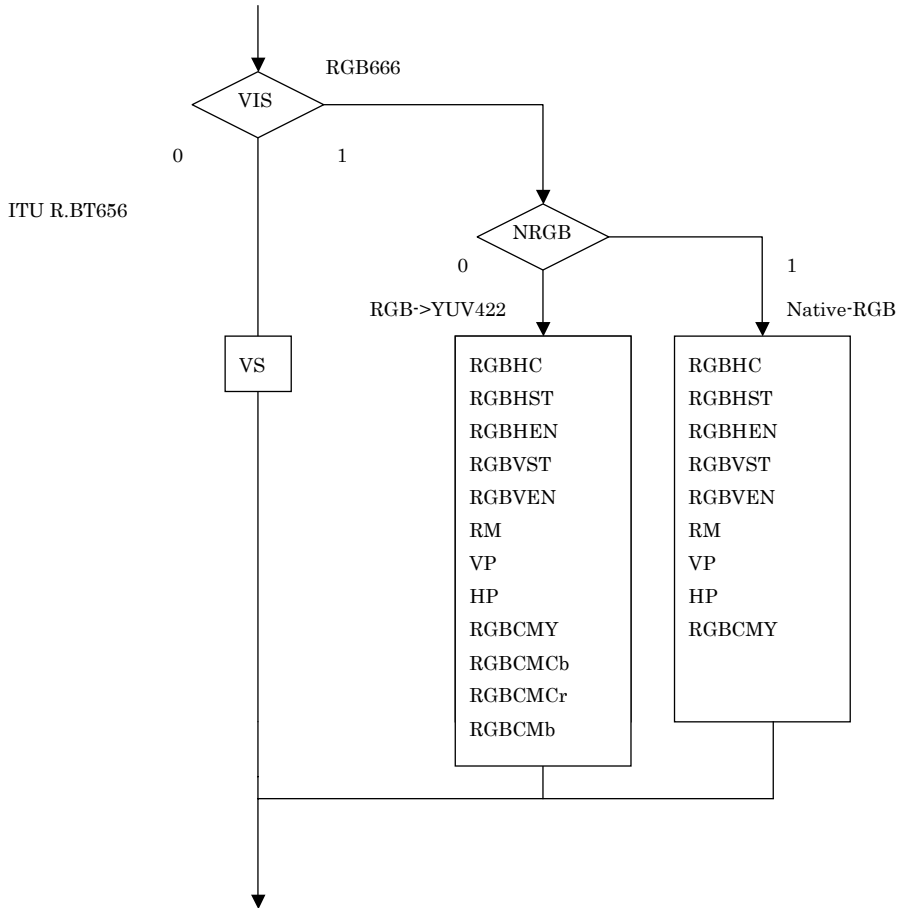 RGB666
VIS
0
1
ITU R.BT656
NRGB
0
1
RGB->YUV422
Native-RGB
VS
RGBHC
RGBHST
RGBHEN
RGBVST
RGBVEN
RM
VP
HP
RGBCMY
RGBCMCb
RGBCMCr
RGBCMb
RGBHC
RGBHST
RGBHEN
RGBVST
RGBVEN
RM
VP
HP
RGBCMY